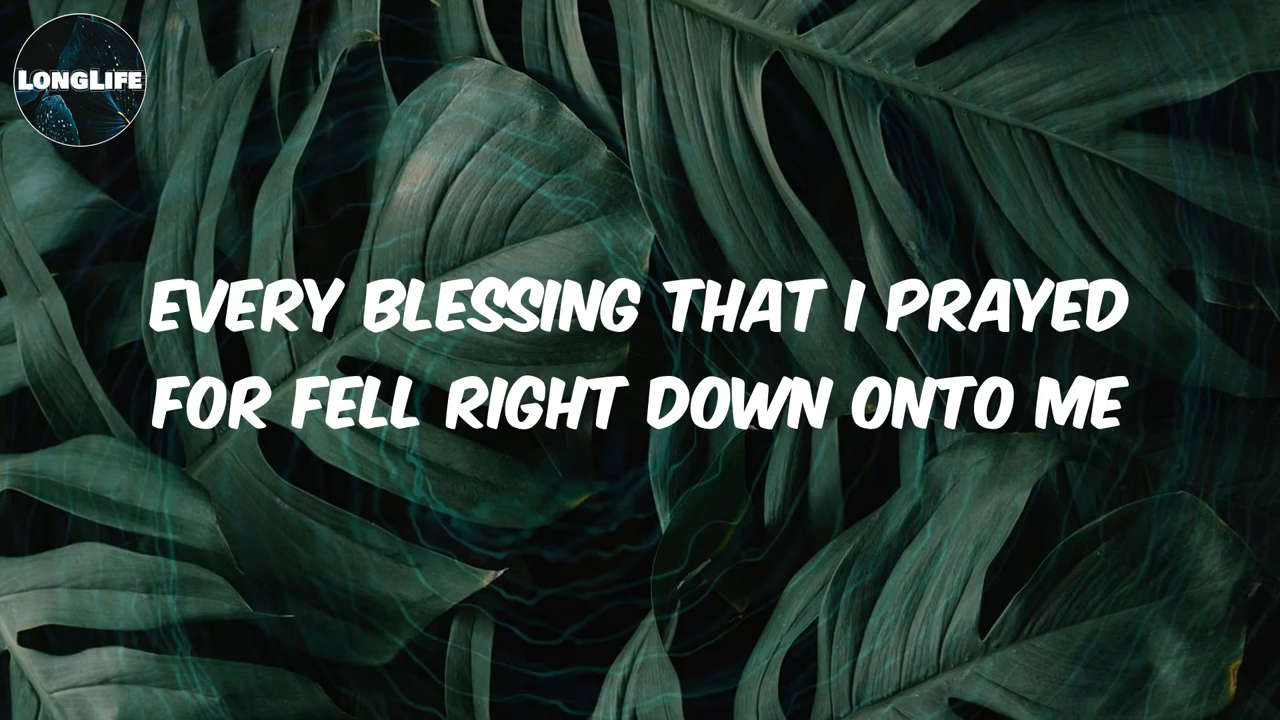 LONGLIFE
EVERY BLESSING THAT I PRAYED
FOR FELL RIGHT DOWN ONTO ME